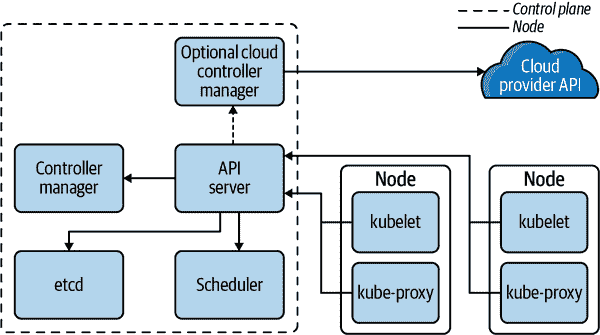 Control plane
Node
Optional cloud
controller
manager
Cloud
provider API
Controller
manager
API
server
Node
kubelet
kube-proxy
Node
kubelet
kube-proxy
etcd
Scheduler